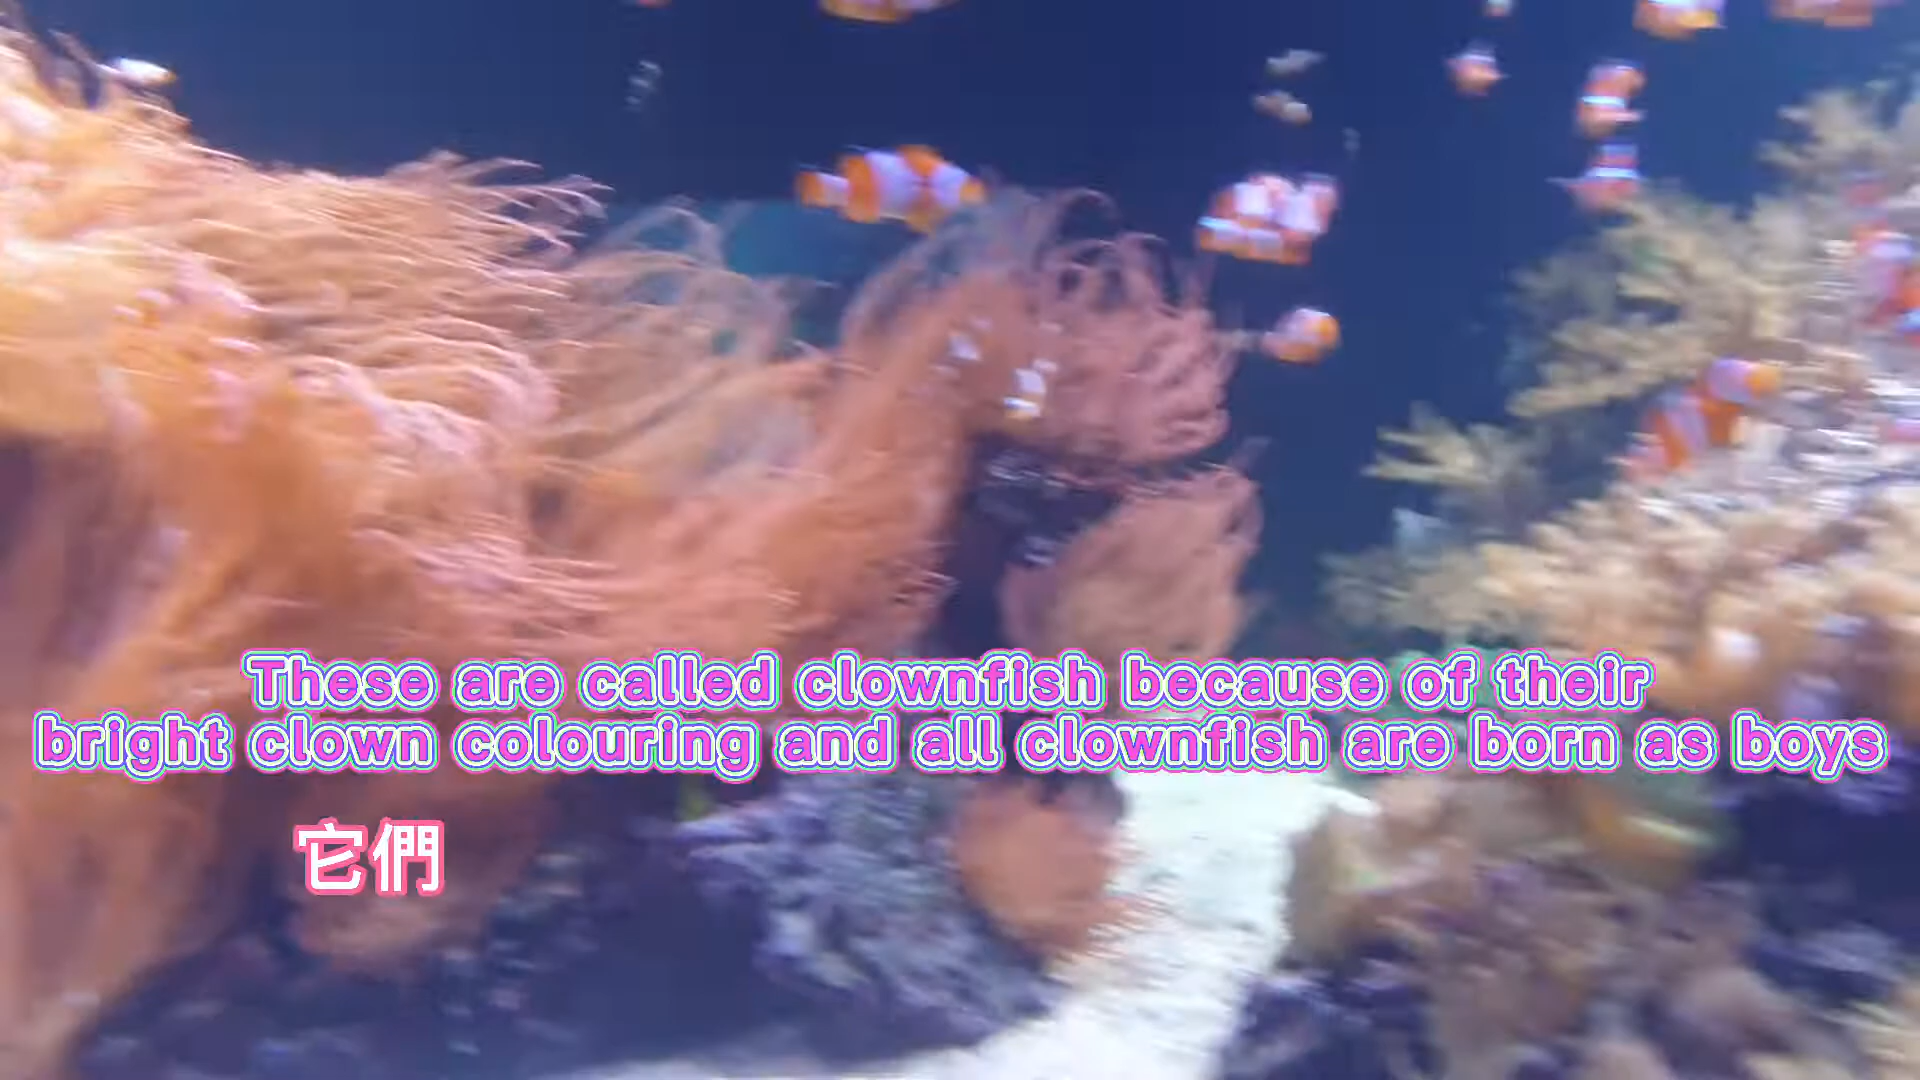 These are called clownfish because of their
bright clown colouring and all clownfish are born as boys
它們